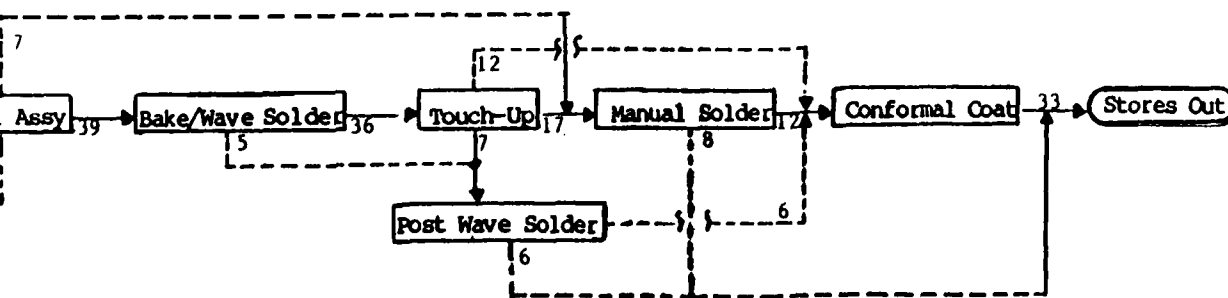 7
12
Assy
39
Bake/Wave Solder
36
Touch-Up
17
Manual Solder
12
Conformal Coat
33
Stores Out
5
7
8
Post Wave Solder
6
6